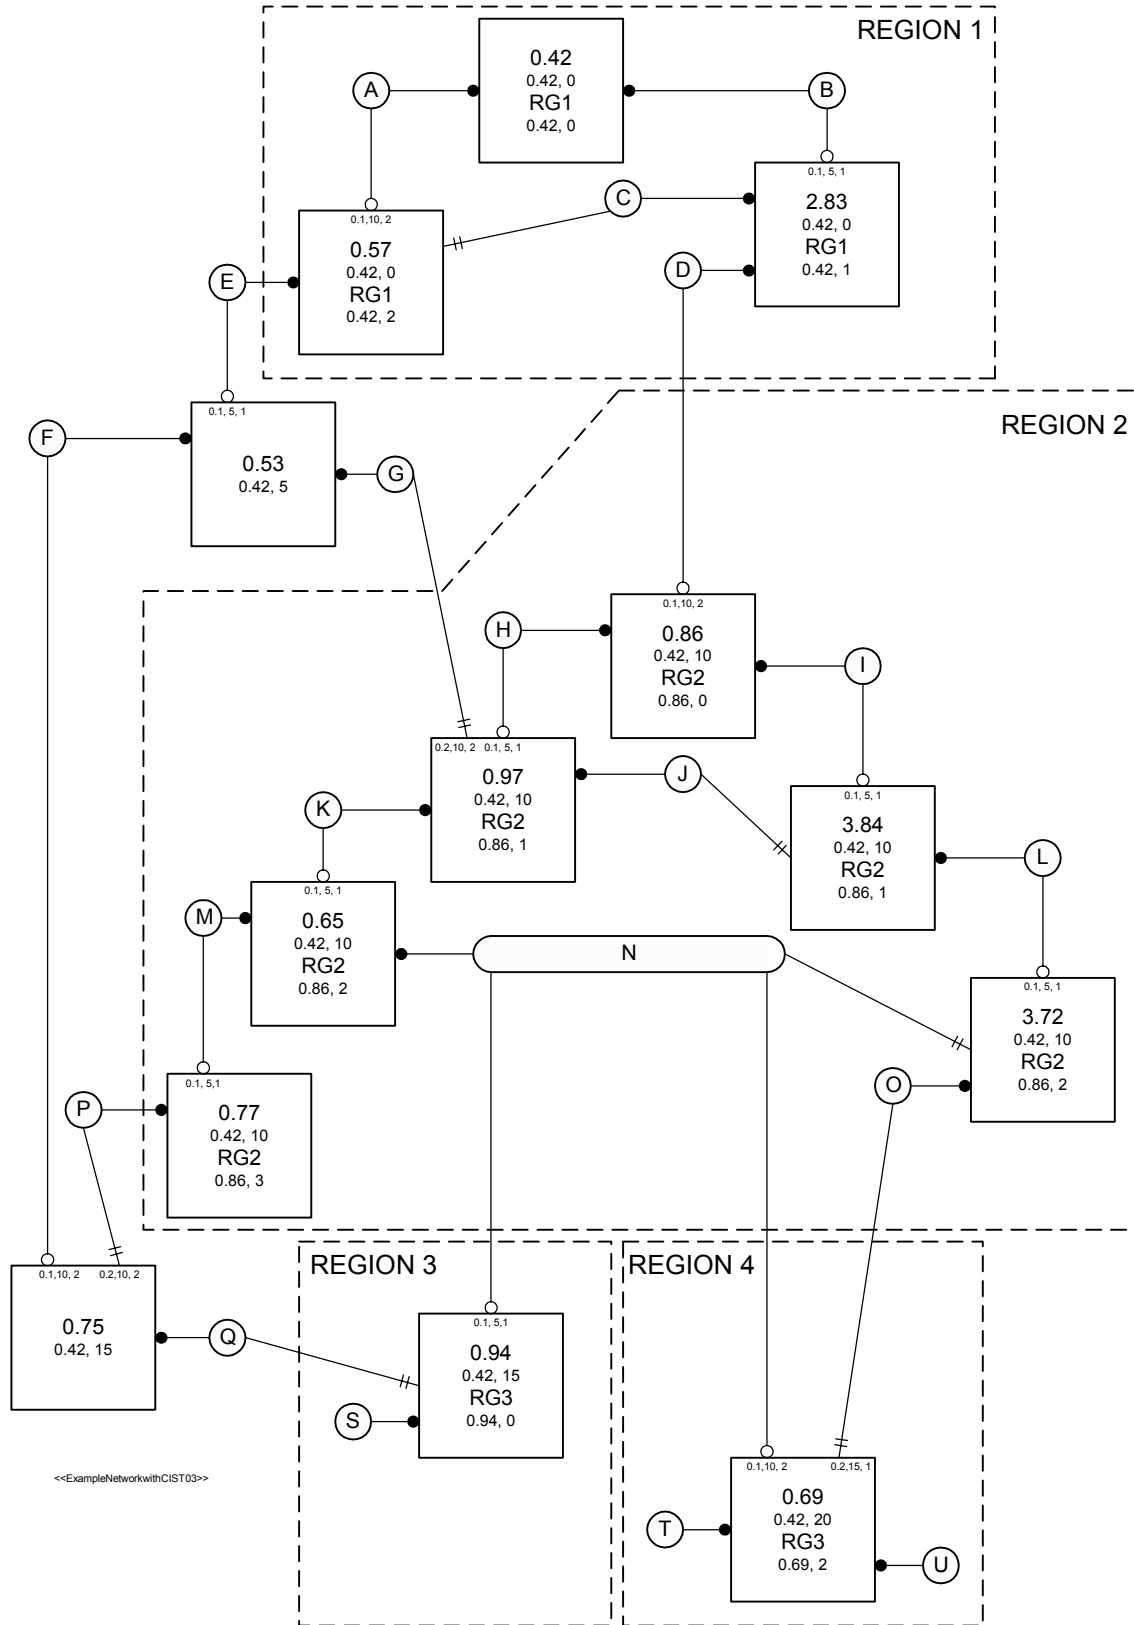 REGION 1
0.42
0.42, 0
RG1
0.42, 0
A
B
0.1, 5, 1
2.83
0.42, 0
RG1
0.42, 1
C
0.1,10, 2
0.57
0.42, 0
RG1
0.42, 2
E
D
REGION 2
0.1, 5, 1
0.53
0.42, 5
F
G
0.1,10, 2
0.86
0.42, 10
RG2
0.86, 0
H
I
0.2,10, 2 0.1, 5, 1
0.97
0.42, 10
RG2
0.86, 1
J
0.1, 5, 1
3.84
0.42, 10
RG2
0.86, 1
K
L
0.1, 5, 1
0.65
0.42, 10
RG2
0.86, 2
M
N
0.1, 5, 1
3.72
0.42, 10
RG2
0.86, 2
O
0.1, 5,1
0.77
0.42, 10
RG2
0.86, 3
P
REGION 3
REGION 4
0.1,10, 2 0.2,10, 2
0.75
0.42, 15
Q
0.1, 5,1
0.94
0.42, 15
RG3
0.94, 0
S
0.1,10, 2 0.2,15, 1
0.69
0.42, 20
RG3
0.69, 2
T
U
<<ExampleNetworkwithCIST03>>